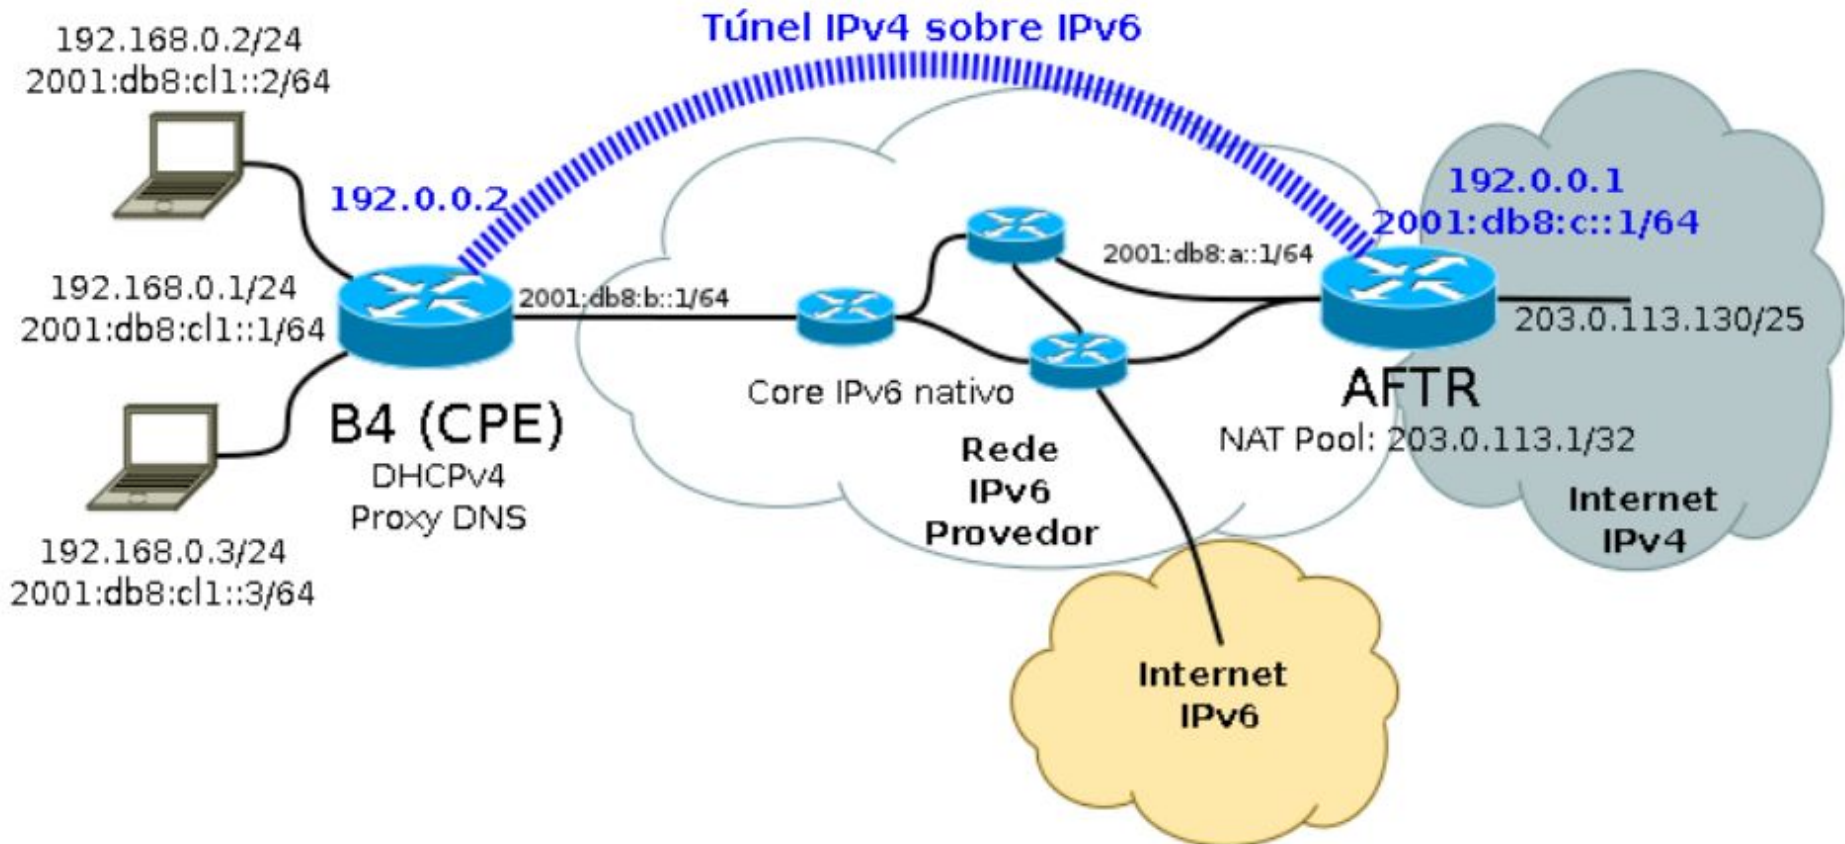 Túnel IPv4 sobre IPv6
192.168.0.2/24
2001:db8:cl1::2/64
192.0.0.2
192.0.0.1
2001:db8:c::1/64
2001:db8:a::1/64
192.168.0.1/24
2001:db8:cl1::1/64
2001:db8:b::1/64
203.0.113.130/25
B4 (CPE)
DHCPv4
Proxy DNS
Core IPv6 nativo
AFTR
NAT Pool: 203.0.113.1/32
Rede
IPv6
Provedor
Internet
IPv4
192.168.0.3/24
2001:db8:cl1::3/64
Internet
IPv6